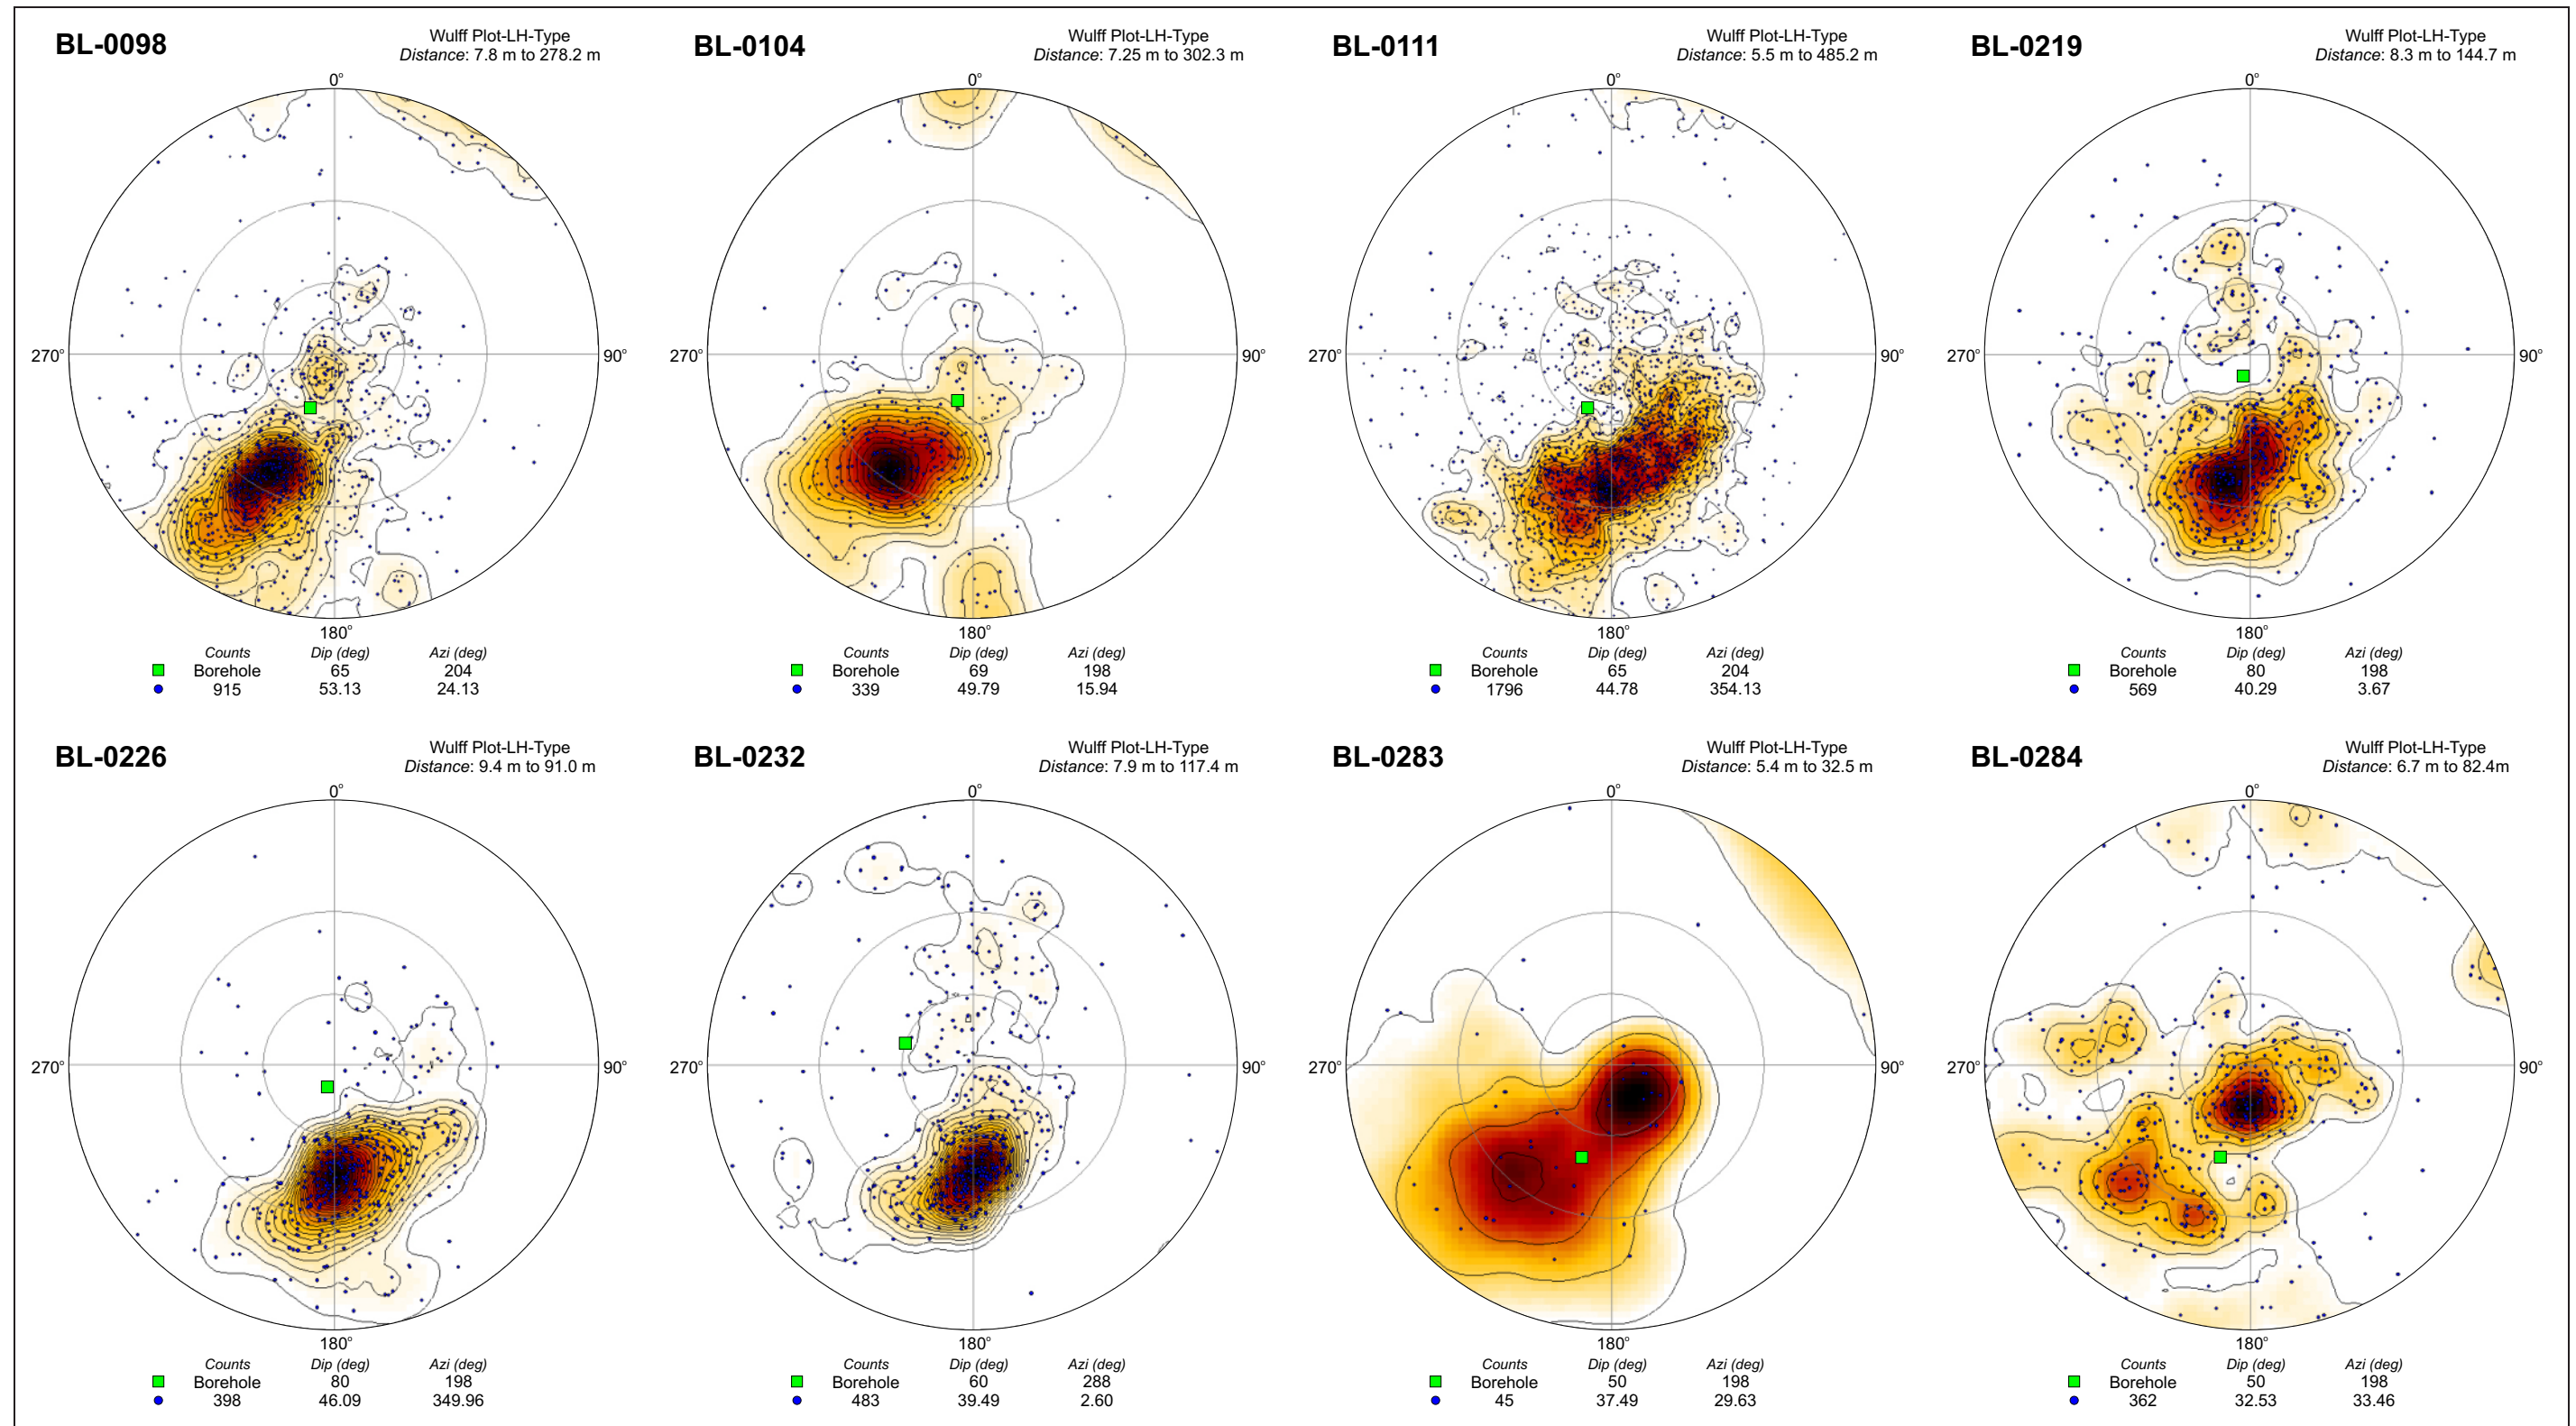 BL-0098
Wulff Plot-LH-Type
Distance: 7.8 m to 278.2 m
0°
270°
90°
180°
Counts Dip (deg) Azi (deg)
Borehole 65 204
915 53.13 24.13
BL-0104
Wulff Plot-LH-Type
Distance: 7.25 m to 302.3 m
0°
270°
90°
180°
Counts Dip (deg) Azi (deg)
Borehole 69 198
339 49.79 15.94
BL-0111
Wulff Plot-LH-Type
Distance: 5.5 m to 485.2 m
0°
270°
90°
180°
Counts Dip (deg) Azi (deg)
Borehole 65 204
1796 44.78 354.13
BL-0219
Wulff Plot-LH-Type
Distance: 8.3 m to 144.7 m
0°
270°
90°
180°
Counts Dip (deg) Azi (deg)
Borehole 80 198
569 40.29 3.67
BL-0226
Wulff Plot-LH-Type
Distance: 9.4 m to 91.0 m
0°
270°
90°
180°
Counts Dip (deg) Azi (deg)
Borehole 80 198
398 46.09 349.96
BL-0232
Wulff Plot-LH-Type
Distance: 7.9 m to 117.4 m
0°
270°
90°
180°
Counts Dip (deg) Azi (deg)
Borehole 60 288
483 39.49 2.60
BL-0283
Wulff Plot-LH-Type
Distance: 5.4 m to 32.5 m
0°
270°
90°
180°
Counts Dip (deg) Azi (deg)
Borehole 50 198
45 37.49 29.63
BL-0284
Wulff Plot-LH-Type
Distance: 6.7 m to 82.4m
0°
270°
90°
180°
Counts Dip (deg) Azi (deg)
Borehole 50 198
362 32.53 33.46